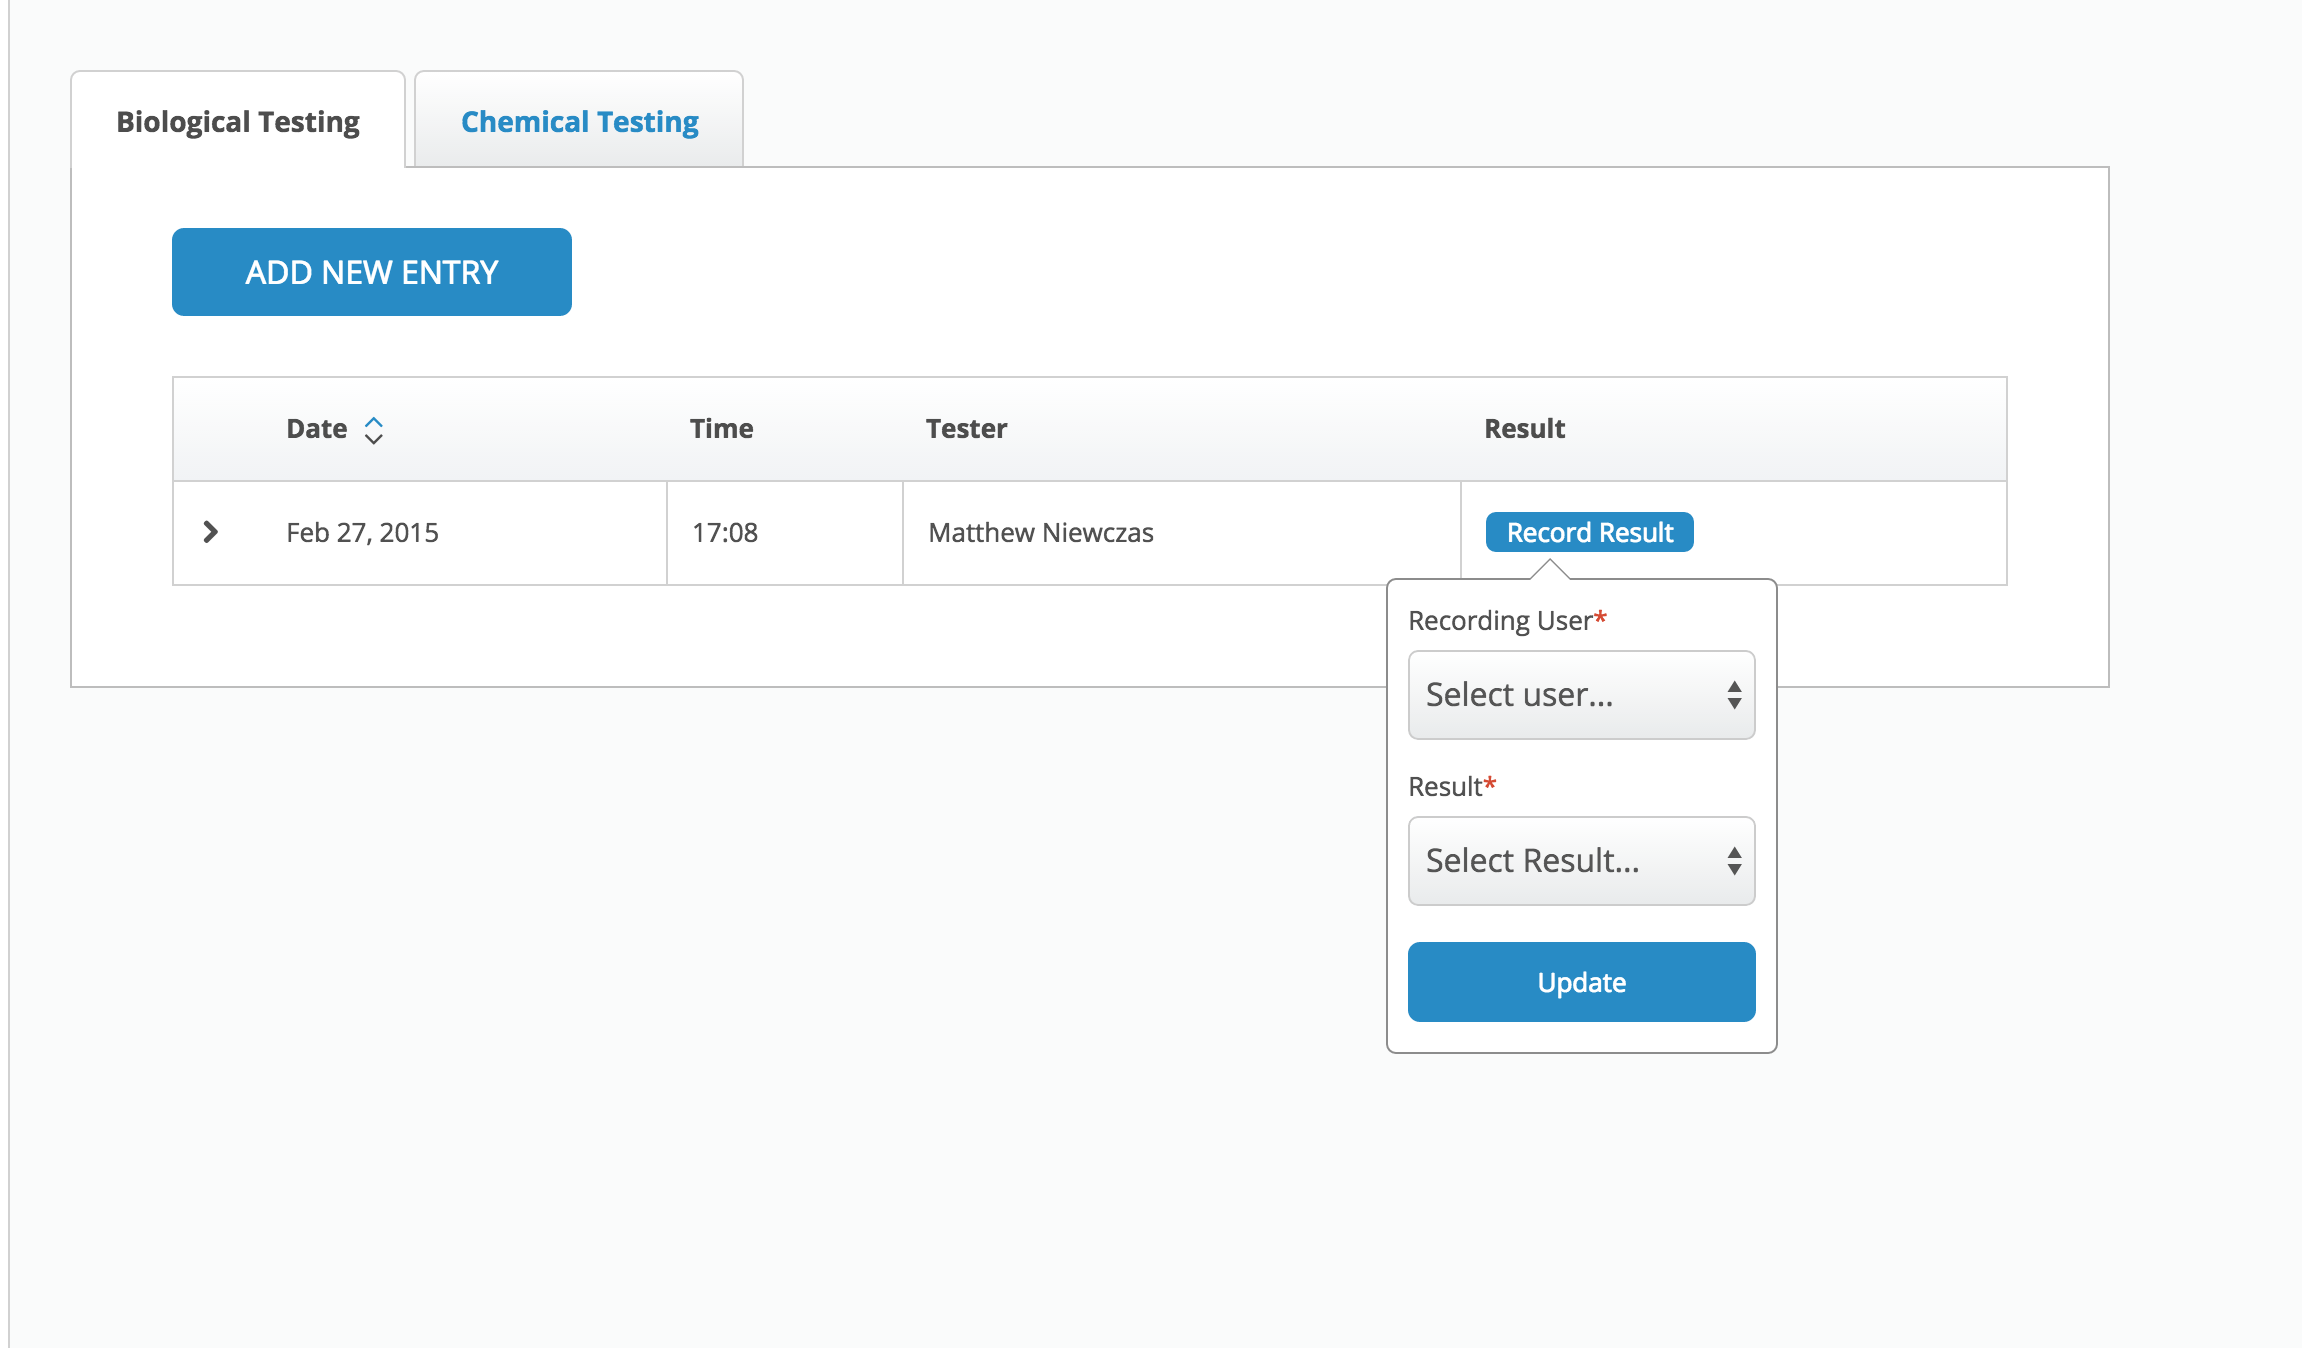 Biological Testing
Chemical Testing
ADD NEW ENTRY
Date Time Tester Result
Feb 27, 2015 17:08 Matthew Niewczas Record Result
Recording User*
Select user...
Result*
Select Result...
Update